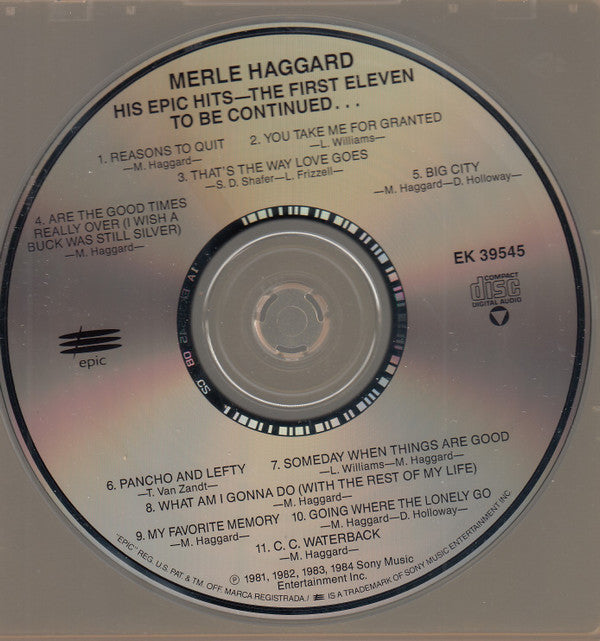 MERLE HAGGARD
HIS EPIC HITS—THE FIRST ELEVEN
TO BE CONTINUED...
1. REASONS TO QUIT
—M. Haggard—
2. YOU TAKE ME FOR GRANTED
—L. Williams—
3. THAT'S THE WAY LOVE GOES
—S. D. Shafer—L. Frizzell—
4. ARE THE GOOD TIMES
REALLY OVER (I WISH A
BUCK WAS STILL SILVER)
—M. Haggard—
5. BIG CITY
—M. Haggard—D. Holloway—
EK 39545
COMPACT
disc
DIGITAL AUDIO
epic
6. PANCHO AND LEFTY
—T. Van Zandt—
7. SOMEDAY WHEN THINGS ARE GOOD
—L. Williams—M. Haggard—
8. WHAT AM I GONNA DO (WITH THE REST OF MY LIFE)
—M. Haggard—
9. MY FAVORITE MEMORY
—M. Haggard—
10. GOING WHERE THE LONELY GO
—M. Haggard—D. Holloway—
11. C. C. WATERBACK
—M. Haggard—
Ⓟ 1981, 1982, 1983, 1984 Sony Music
Entertainment Inc.
"EPIC" REG. U.S. PAT. & TM. OFF. MARCA REGISTRADA./ IS A TRADEMARK OF SONY MUSIC ENTERTAINMENT INC